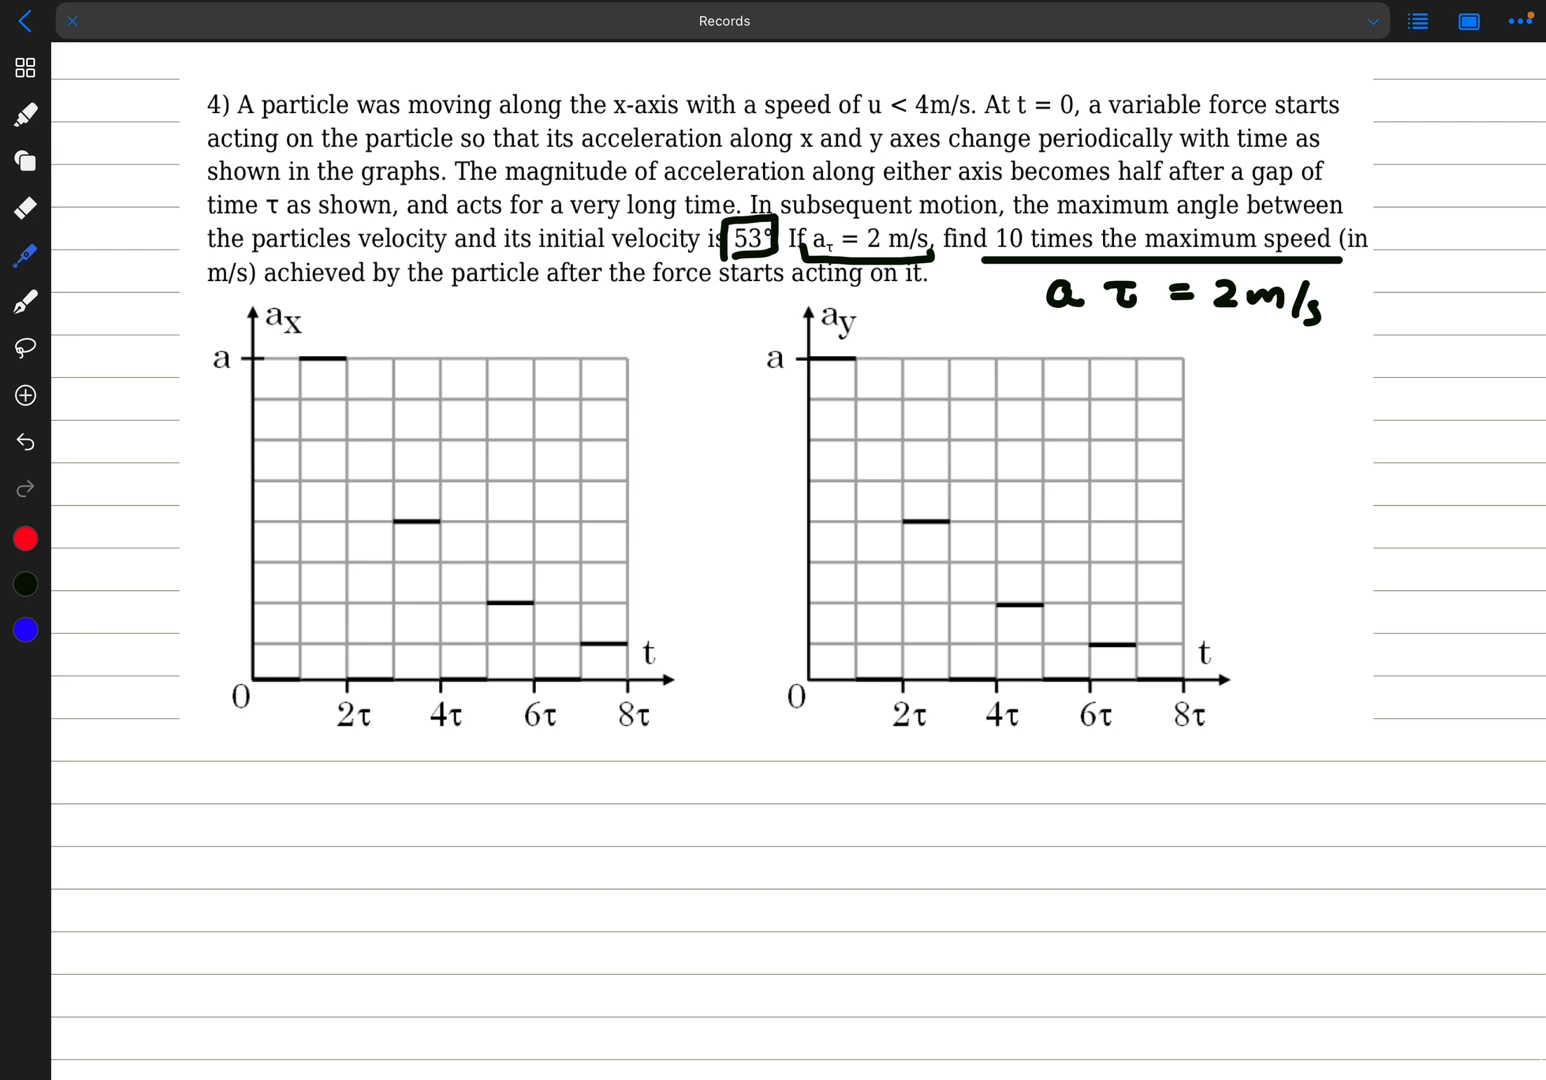 Records
4) A particle was moving along the x-axis with a speed of u < 4m/s. At t = 0, a variable force starts
acting on the particle so that its acceleration along x and y axes change periodically with time as
shown in the graphs. The magnitude of acceleration along either axis becomes half after a gap of
time τ as shown, and acts for a very long time. In subsequent motion, the maximum angle between
the particles velocity and its initial velocity is 53° If aτ = 2 m/s, find 10 times the maximum speed (in
m/s) achieved by the particle after the force starts acting on it.
a τ = 2m/s
ax
a
0
2τ 4τ 6τ 8τ
t
ay
a
0
2τ 4τ 6τ 8τ
t